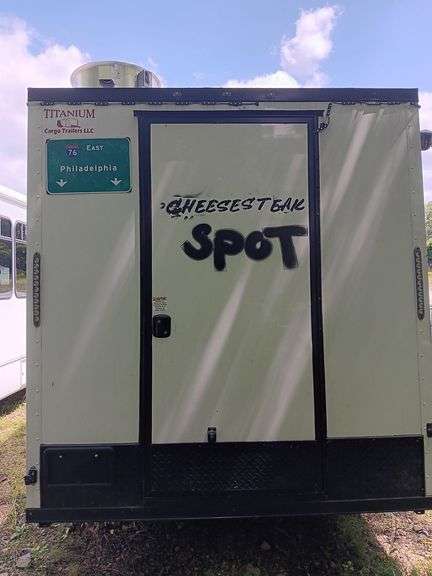 TITANIUM
Cargo Trailers LLC
76 EAST
Philadelphia
CHEESESTEAK
SPOT